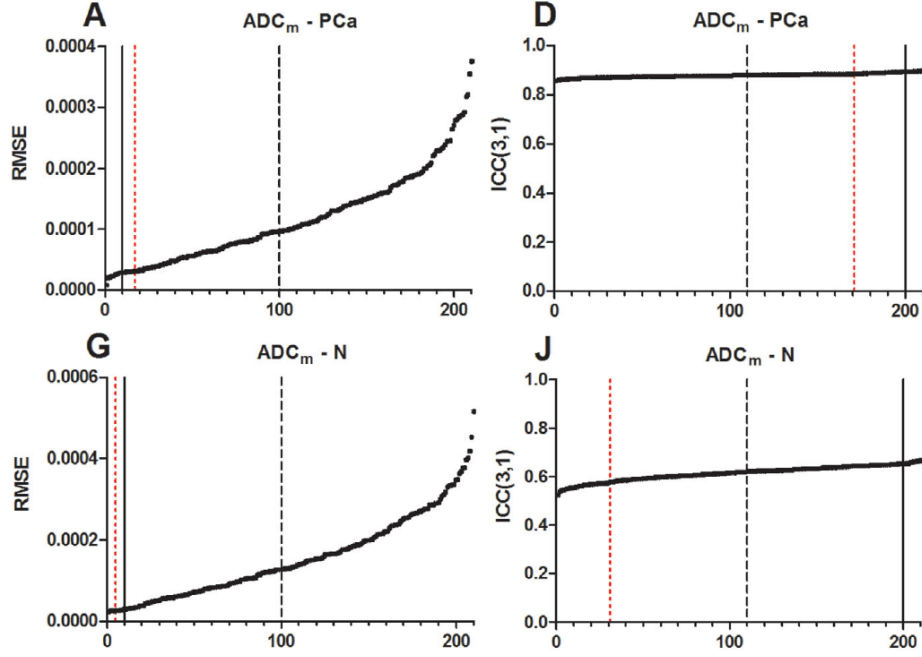 A
ADCm - PCa
RMSE
0.0004
0.0003
0.0002
0.0001
0.0000
0 100 200
D
ADCm - PCa
ICC(3,1)
1.0
0.8
0.6
0.4
0.2
0.0
0 100 200
G
ADCm - N
RMSE
0.0006
0.0004
0.0002
0.0000
0 100 200
J
ADCm - N
ICC(3,1)
1.0
0.8
0.6
0.4
0.2
0.0
0 100 200